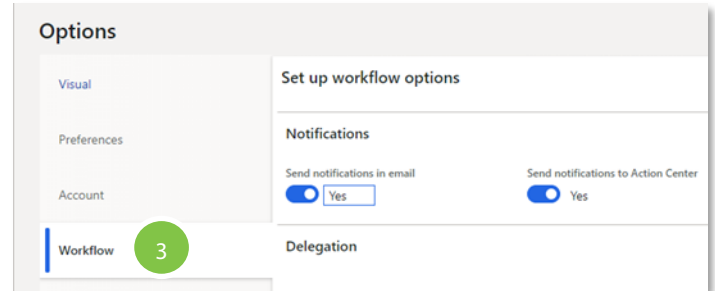 Options
Visual
Preferences
Account
Workflow 3
Set up workflow options
Notifications
Send notifications in email
Yes
Send notifications to Action Center
Yes
Delegation